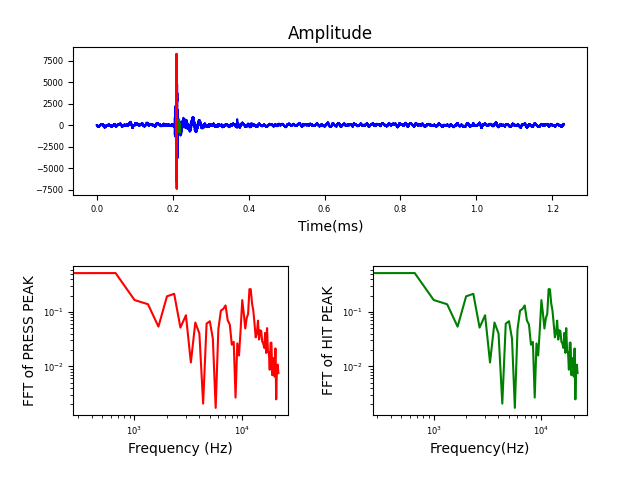 Amplitude
7500
5000
2500
0
−2500
−5000
−7500
0.0 0.2 0.4 0.6 0.8 1.0 1.2
Time(ms)
FFT of PRESS PEAK
10⁻¹
10⁻²
10³ 10⁴
Frequency (Hz)
FFT of HIT PEAK
10⁻¹
10⁻²
10³ 10⁴
Frequency(Hz)